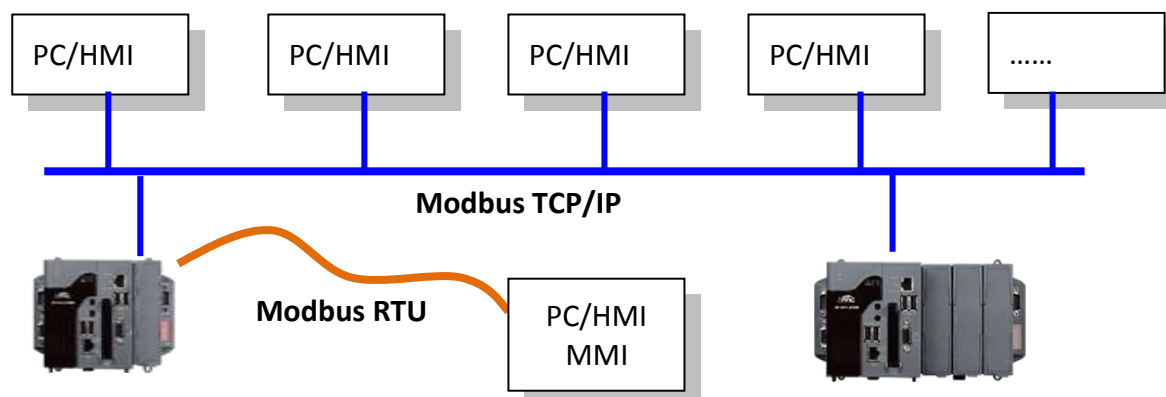 PC/HMI
PC/HMI
PC/HMI
PC/HMI
......
Modbus TCP/IP
Modbus RTU
PC/HMI
MMI